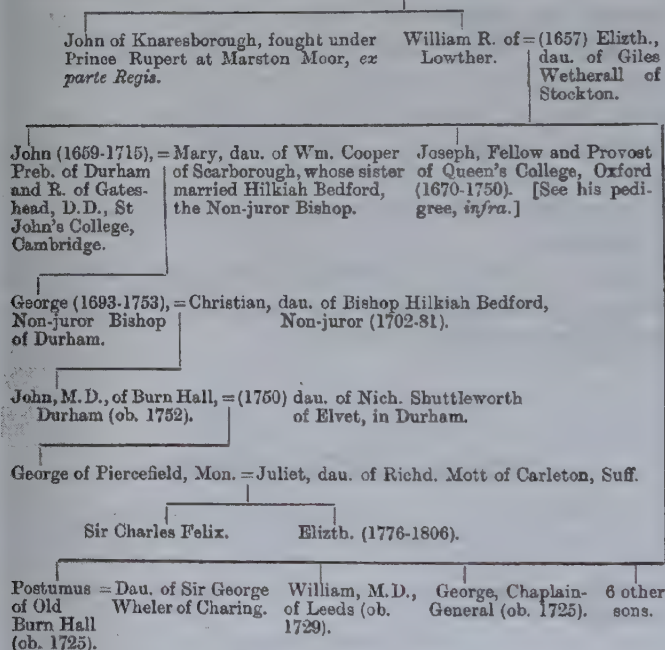 John of Knaresborough, fought under
Prince Rupert at Marston Moor, ex
parte Regis.
William R. of = (1657) Elizth.,
Lowther. dau. of Giles
Wetherall of
Stockton.
John (1659-1715), = Mary, dau. of Wm. Cooper
Preb. of Durham of Scarborough, whose sister
and R. of Gates- married Hilkiah Bedford,
head, D.D., St the Non-juror Bishop.
John's College,
Cambridge.
Joseph, Fellow and Provost
of Queen's College, Oxford
(1670-1750). [See his pedi-
gree, infra.]
George (1693-1753), = Christian, dau. of Bishop Hilkiah Bedford,
Non-juror Bishop Non-juror (1702-81).
of Durham.
John, M.D., of Burn Hall, = (1750) dau. of Nich. Shuttleworth
Durham (ob. 1752). of Elvet, in Durham.
George of Piercefield, Mon. = Juliet, dau. of Richd. Mott of Carleton, Suff.
Sir Charles Felix. Elizth. (1776-1806).
Postumus = Dau. of Sir George
of Old Wheler of Charing.
Burn Hall
(ob. 1725).
William, M.D.,
of Leeds (ob.
1729).
George, Chaplain-
General (ob. 1725).
6 other
sons.